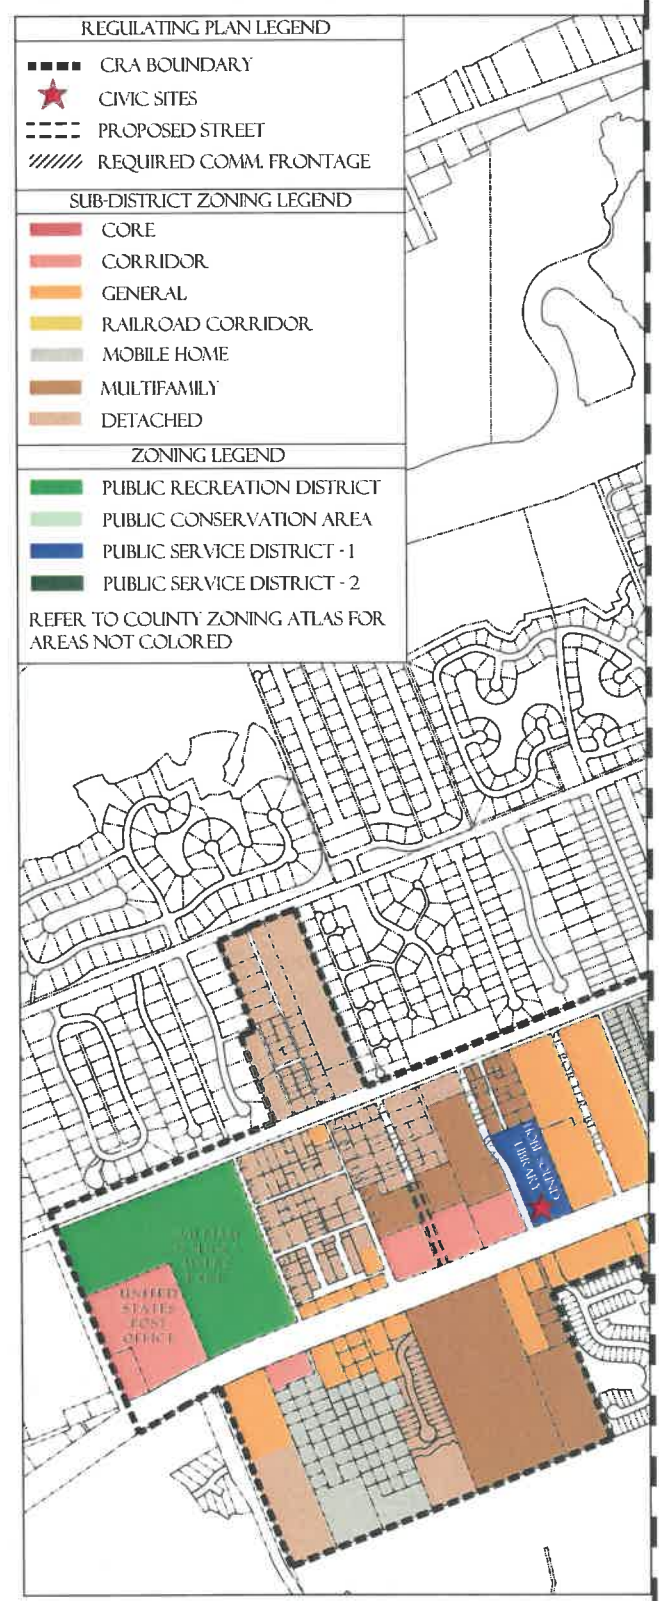 REGULATING PLAN LEGEND
CRA BOUNDARY
CIVIC SITES
PROPOSED STREET
REQUIRED COMM. FRONTAGE
SUB-DISTRICT ZONING LEGEND
CORE
CORRIDOR
GENERAL
RAILROAD CORRIDOR
MOBILE HOME
MULTIFAMILY
DETACHED
ZONING LEGEND
PUBLIC RECREATION DISTRICT
PUBLIC CONSERVATION AREA
PUBLIC SERVICE DISTRICT - 1
PUBLIC SERVICE DISTRICT - 2
REFER TO COUNTY ZONING ATLAS FOR
AREAS NOT COLORED
HOBE SOUND
LIBRARY
UNITED
STATES
POST
OFFICE